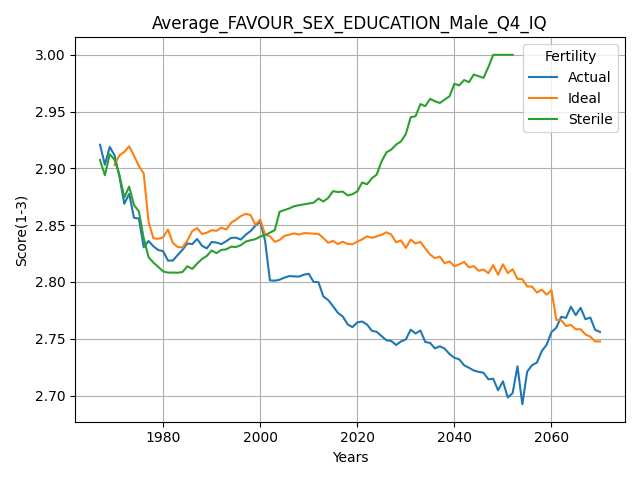 Average_FAVOUR_SEX_EDUCATION_Male_Q4_IQ
Fertility
Actual
Ideal
Sterile
Score(1-3)
3.00
2.95
2.90
2.85
2.80
2.75
2.70
1980
2000
2020
2040
2060
Years